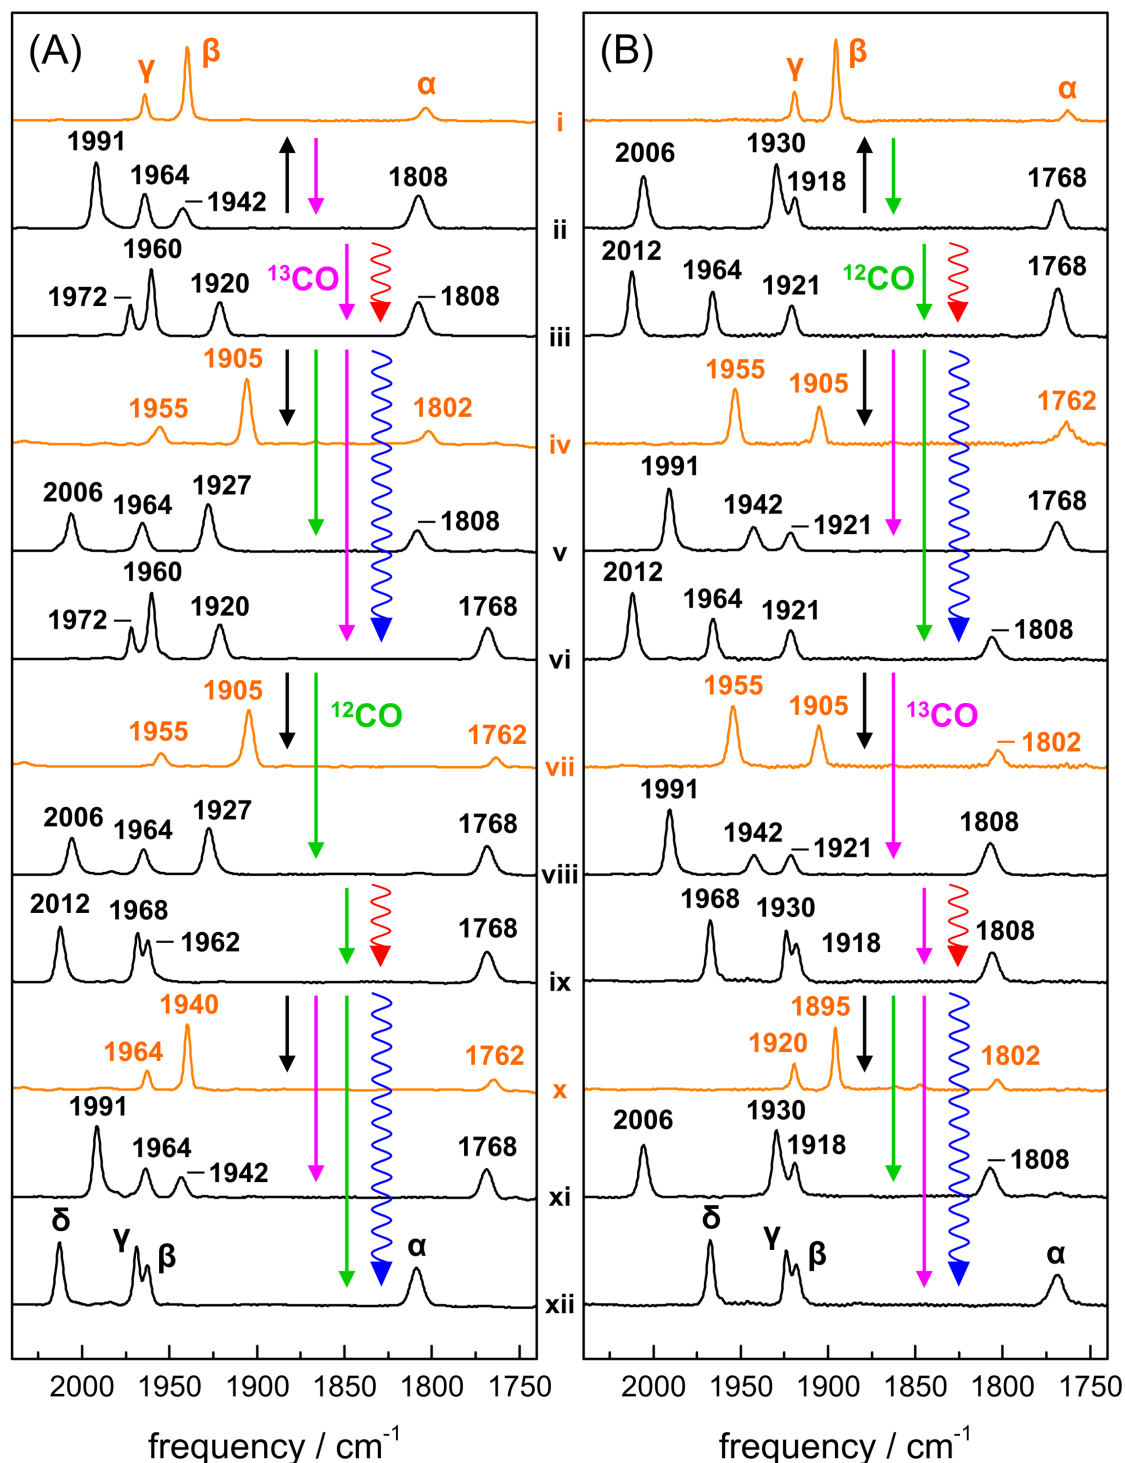 (A)
γ
β
α
1991
1964
1942
1808
1960
1972
¹³CO
1920
1808
1905
1955
1802
2006
1964
1927
1808
1960
1972
1920
1768
1905
1955
¹²CO
1762
2006
1964
1927
1768
2012
1968
1962
1768
1940
1964
1762
1991
1964
1942
1768
δ
γ
β
α
2000
1950
1900
1850
1800
1750
frequency / cm⁻¹
i
ii
iii
iv
v
vi
vii
viii
ix
x
xi
xii
(B)
γ
β
α
2006
1930
1918
1768
2012
1964
1921
¹²CO
1768
1955
1905
1762
1991
1942
1921
1768
2012
1964
1921
1808
1955
1905
¹³CO
1802
1991
1942
1921
1808
1968
1930
1918
1808
1895
1920
1802
2006
1930
1918
1808
δ
γ
β
α
2000
1950
1900
1850
1800
1750
frequency / cm⁻¹